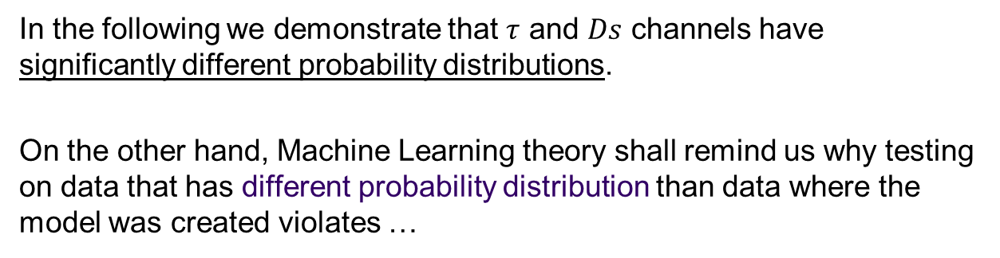 In the following we demonstrate that τ and Ds channels have
significantly different probability distributions.
On the other hand, Machine Learning theory shall remind us why testing
on data that has different probability distribution than data where the
model was created violates …